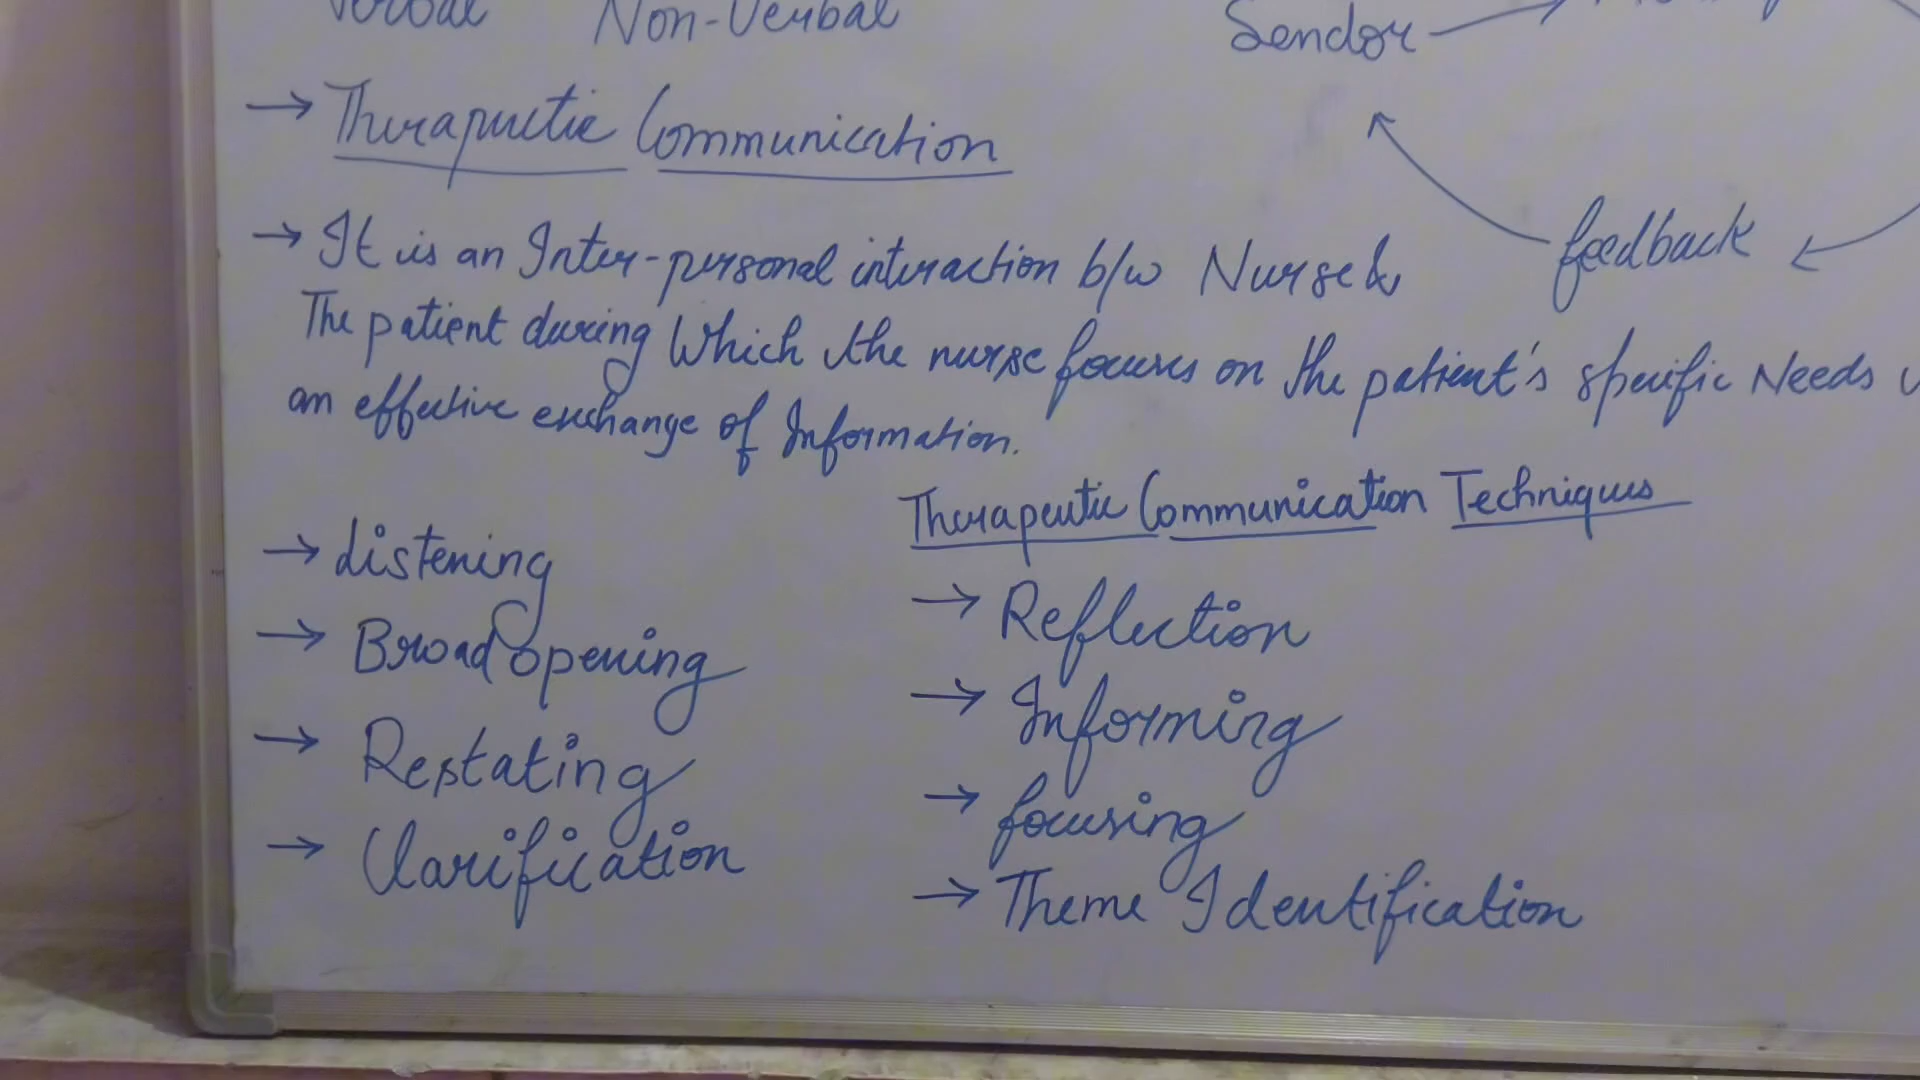 Verbal Non-Verbal
Sendor
→ Therapeutic Communication
feedback
→ It is an Inter-personal interaction b/w Nurse &
The patient during Which the nurse focuses on the patient's specific Needs
an effective exchange of Information.
Therapeutic Communication Techniques
→ Listening
→ Broad opening
→ Restating
→ Clarification
→ Reflection
→ Informing
→ focusing
→ Theme Identification